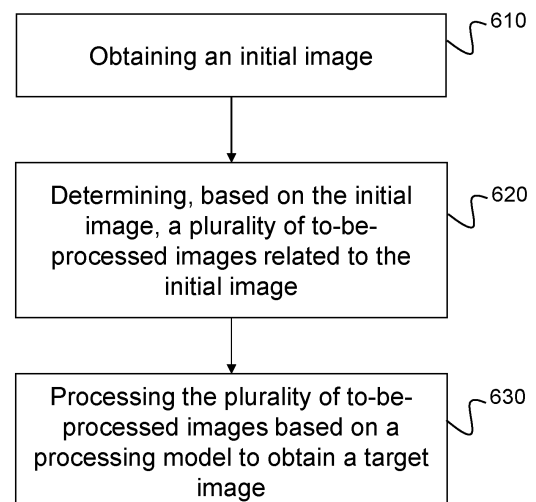 610
Obtaining an initial image
620
Determining, based on the initial
image, a plurality of to-be-
processed images related to the
initial image
630
Processing the plurality of to-be-
processed images based on a
processing model to obtain a target
image